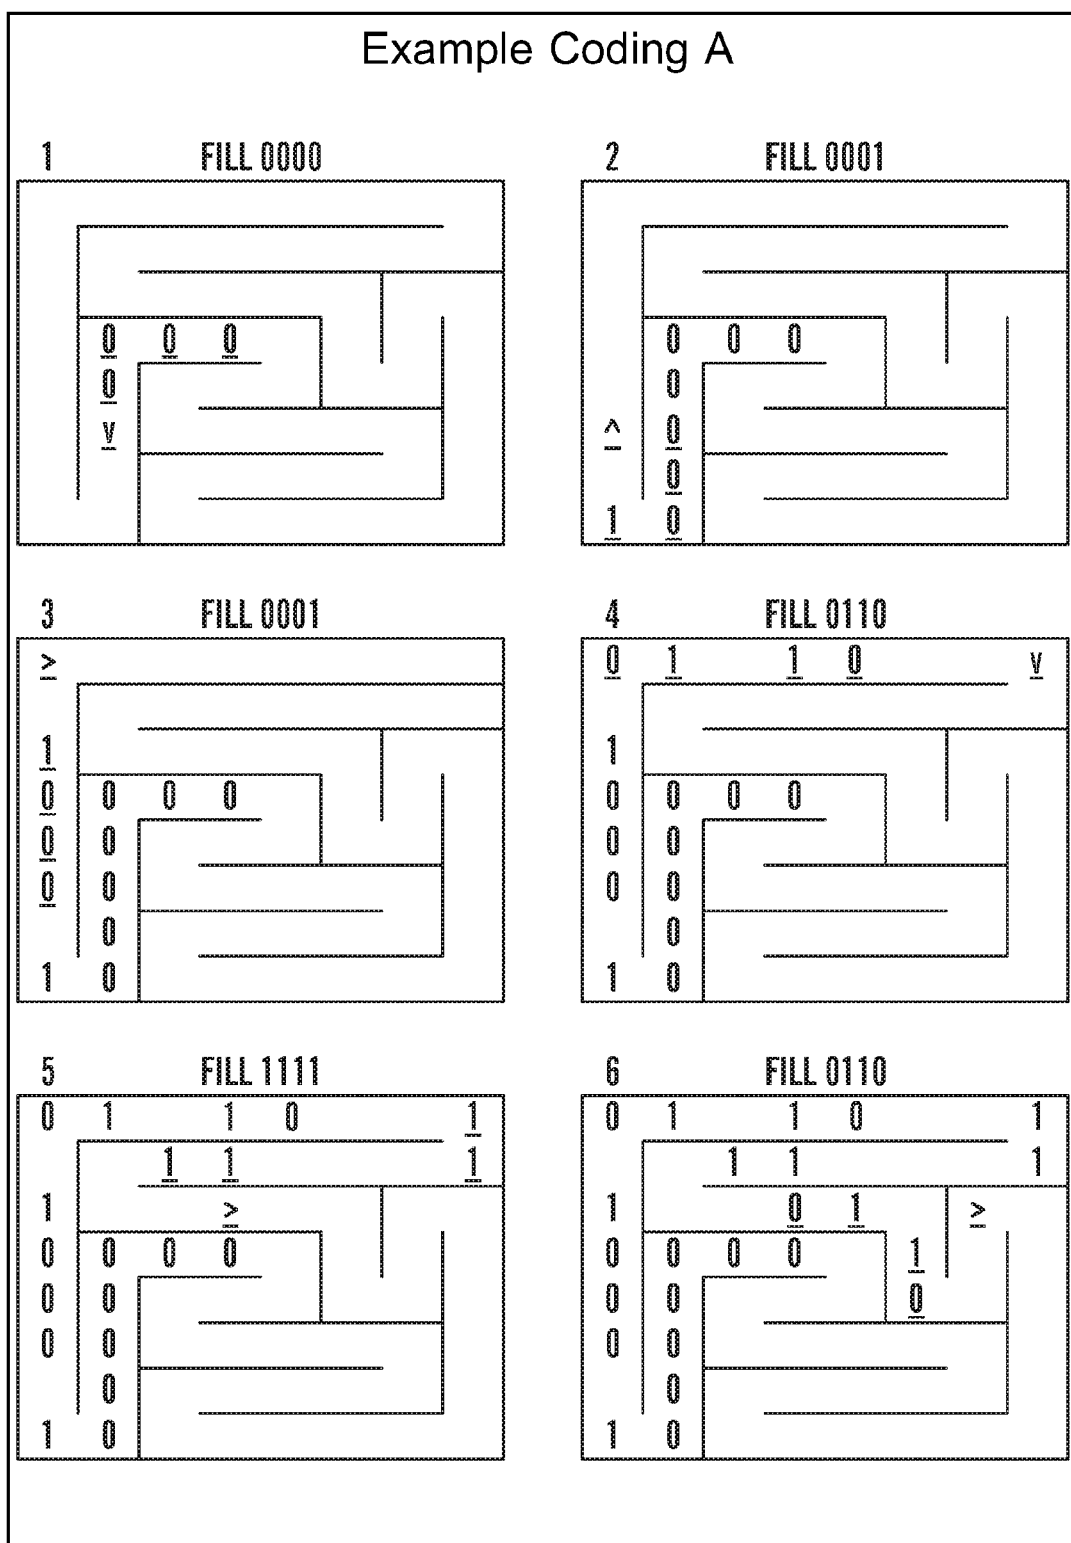 Example Coding A
1 FILL 0000
0 0 0
0
v
2 FILL 0001
0 0 0
0
^ 0
0
1 0
3 FILL 0001
>
1
0 0 0 0
0 0
0 0
0
1 0
4 FILL 0110
0 1 1 0 v
1
0 0 0 0
0 0
0 0
0
1 0
5 FILL 1111
0 1 1 0 1
1 1 1
1 >
0 0 0 0
0 0
0 0
0
1 0
6 FILL 0110
0 1 1 0 1
1 1 1
1 0 1 >
0 0 0 0 1
0 0 0
0 0
0
1 0